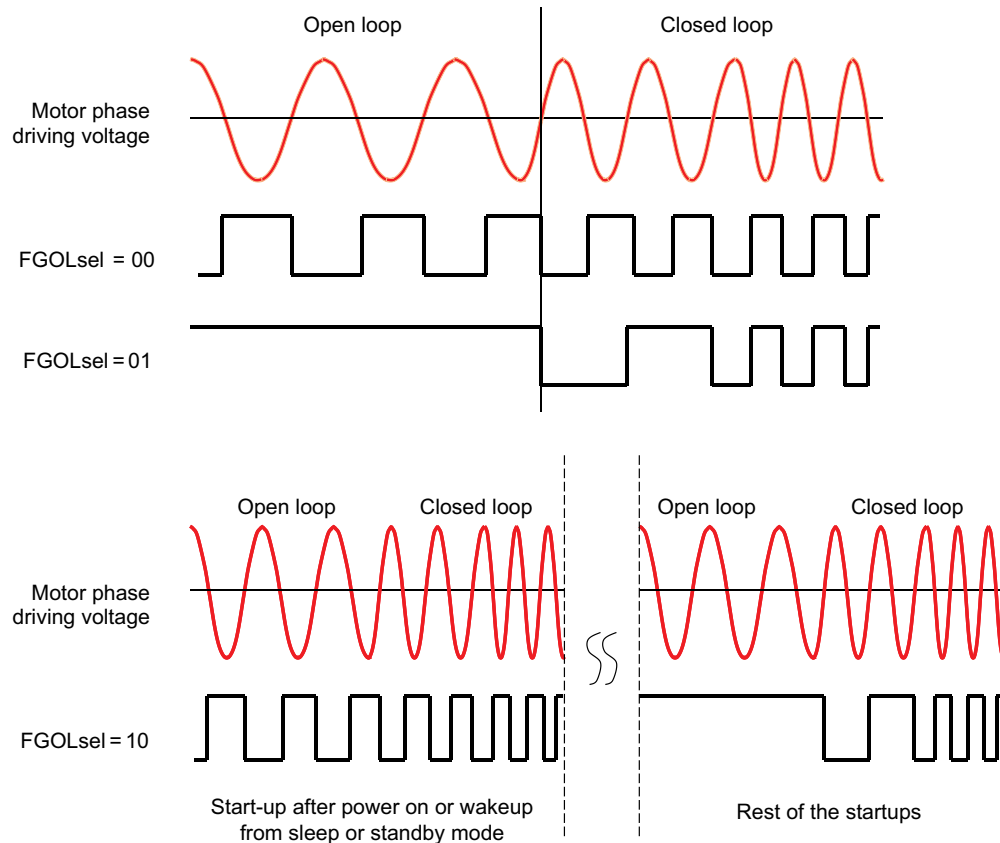 Open loop
Closed loop
Motor phase
driving voltage
FGOLsel = 00
FGOLsel = 01
Open loop
Closed loop
Open loop
Closed loop
Motor phase
driving voltage
FGOLsel = 10
Start-up after power on or wakeup
from sleep or standby mode
Rest of the startups